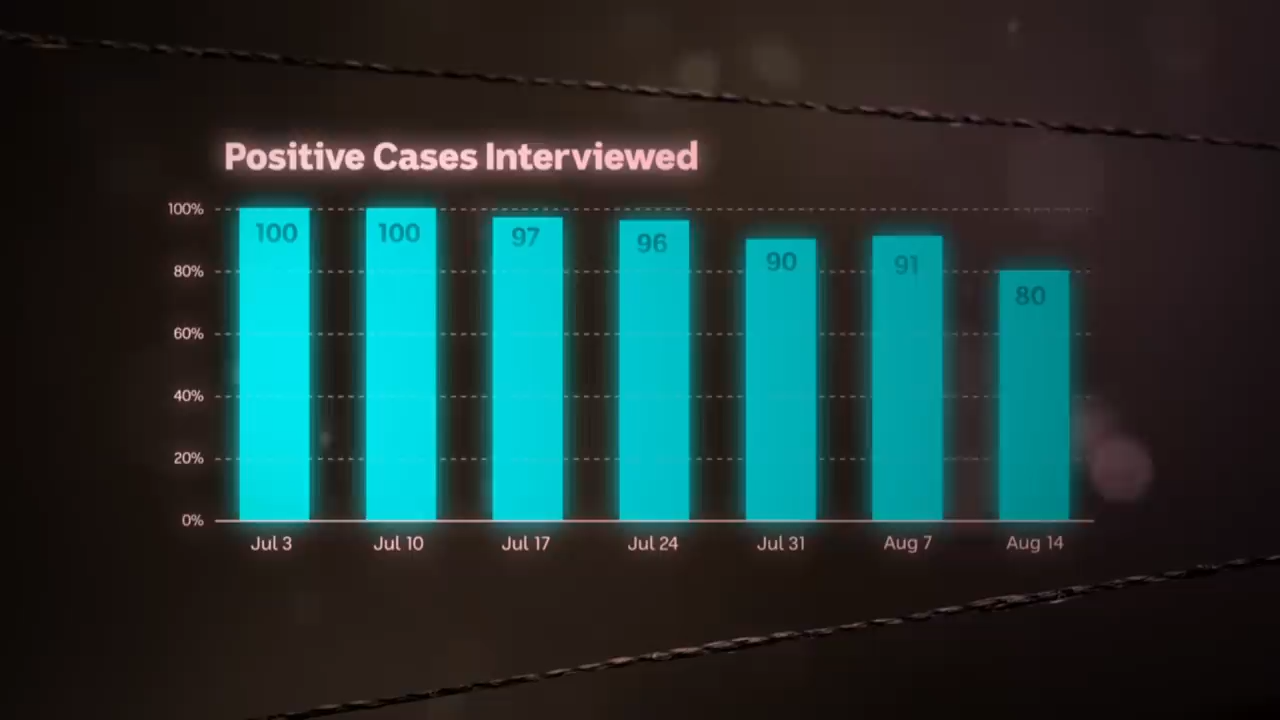 Positive Cases Interviewed
100%
80%
60%
40%
20%
0%
100
100
97
96
90
91
80
Jul 3
Jul 10
Jul 17
Jul 24
Jul 31
Aug 7
Aug 14